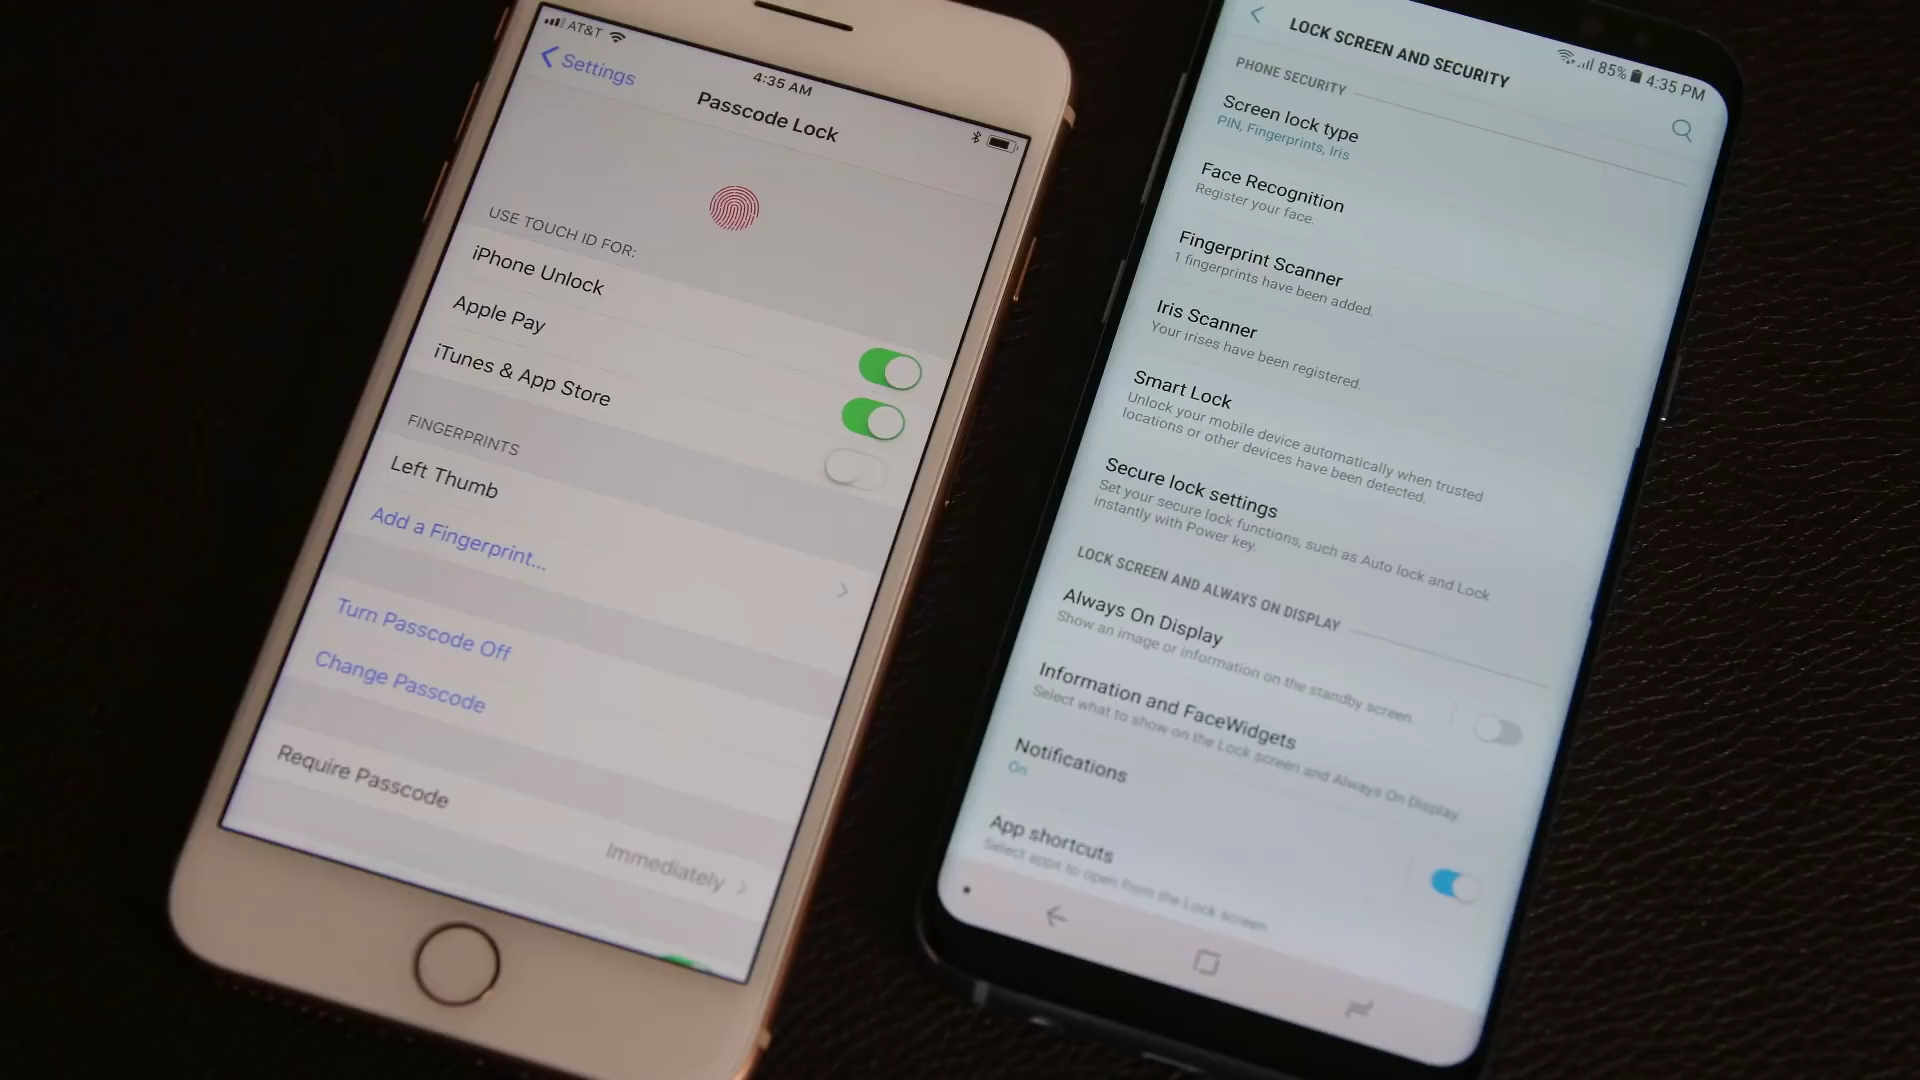 AT&T
4:35 AM
Settings
Passcode Lock
USE TOUCH ID FOR:
iPhone Unlock
Apple Pay
iTunes & App Store
FINGERPRINTS
Left Thumb
Add a Fingerprint...
Turn Passcode Off
Change Passcode
Require Passcode
Immediately
85% 4:35 PM
LOCK SCREEN AND SECURITY
PHONE SECURITY
Screen lock type
PIN, Fingerprints, Iris
Face Recognition
Register your face.
Fingerprint Scanner
1 fingerprints have been added.
Iris Scanner
Your irises have been registered.
Smart Lock
Unlock your mobile device automatically when trusted
locations or other devices have been detected.
Secure lock settings
Set your secure lock functions, such as Auto lock and Lock
instantly with Power key.
LOCK SCREEN AND ALWAYS ON DISPLAY
Always On Display
Show an image or information on the standby screen.
Information and FaceWidgets
Select what to show on the Lock screen and Always On Display.
Notifications
On
App shortcuts
Select apps to open from the Lock screen